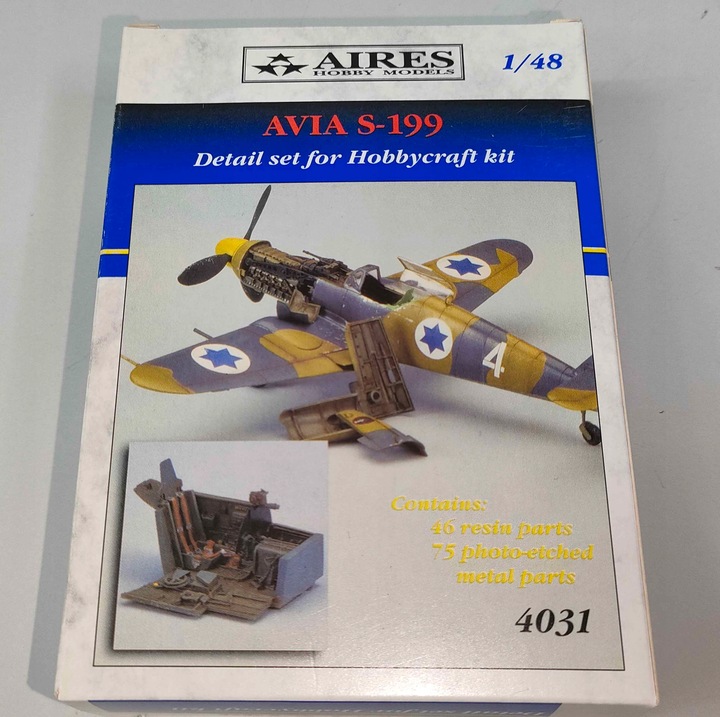 AIRES
HOBBY MODELS
1/48
AVIA S-199
Detail set for Hobbycraft kit
4
Contains:
46 resin parts
75 photo-etched
metal parts
4031